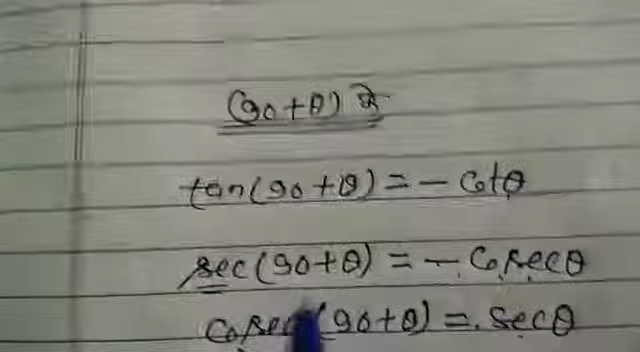 (90+θ) के
tan(90+θ) = - Cotθ
sec(90+θ) = - Cosecθ
Cosec(90+θ) = secθ